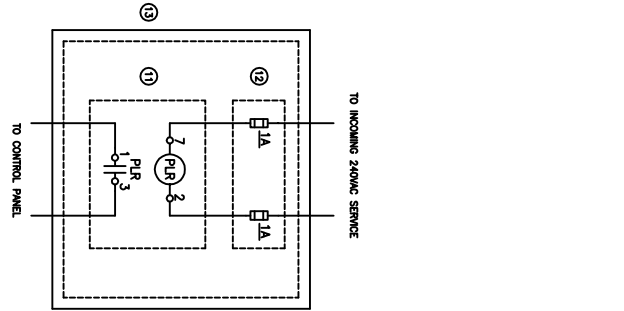 13
11
12
TO INCOMING 240VAC SERVICE
1A
1A
7
PLR
2
1
PLR
3
TO CONTROL PANEL